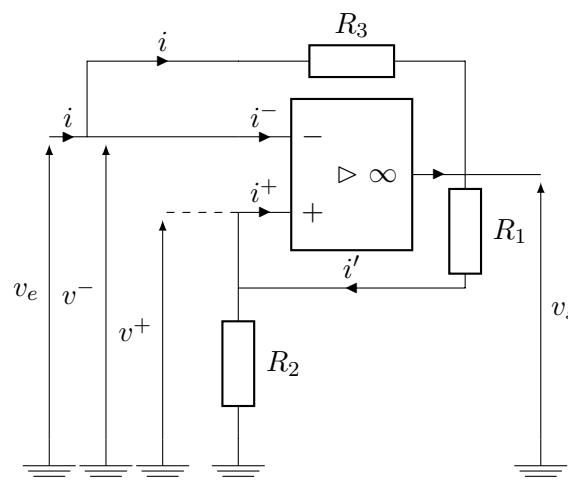 R₃
i
i
i⁻
−
▷ ∞
i⁺
+
R₁
i′
vₑ
v⁻
v⁺
R₂